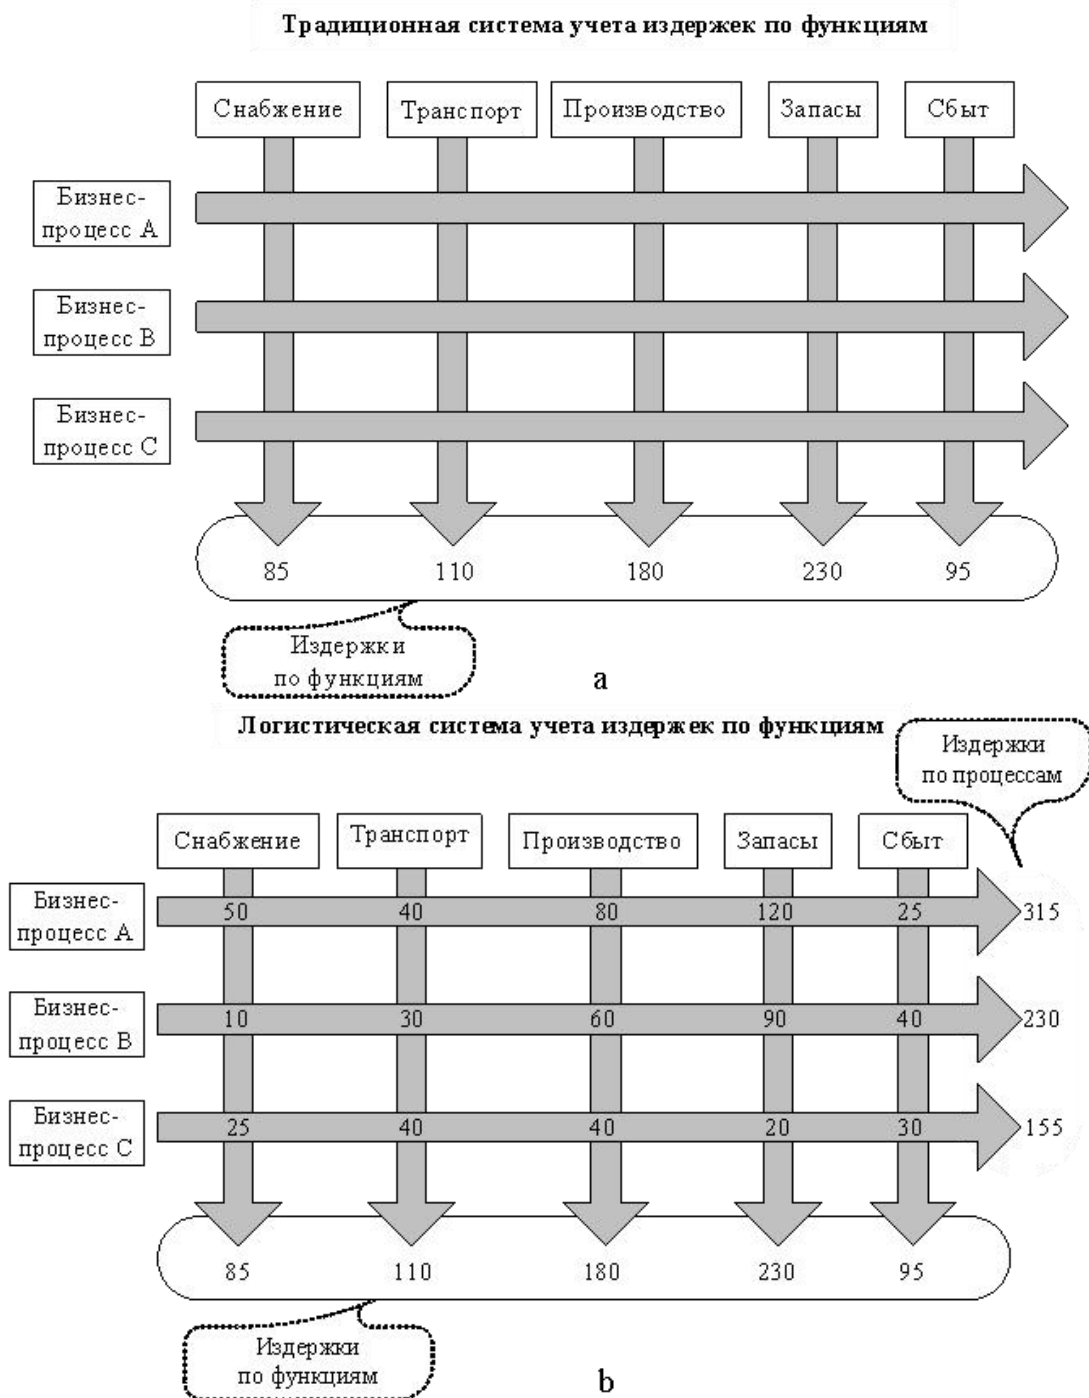 Традиционная система учета издержек по функциям
Снабжение Транспорт Производство Запасы Сбыт
Бизнес-
процесс А
Бизнес-
процесс В
Бизнес-
процесс С
85 110 180 230 95
Издержки
по функциям
a
Логистическая система учета издержек по функциям
Издержки
по процессам
Снабжение Транспорт Производство Запасы Сбыт
Бизнес-
процесс А
50 40 80 120 25 315
Бизнес-
процесс В
10 30 60 90 40 230
Бизнес-
процесс С
25 40 40 20 30 155
85 110 180 230 95
Издержки
по функциям
b